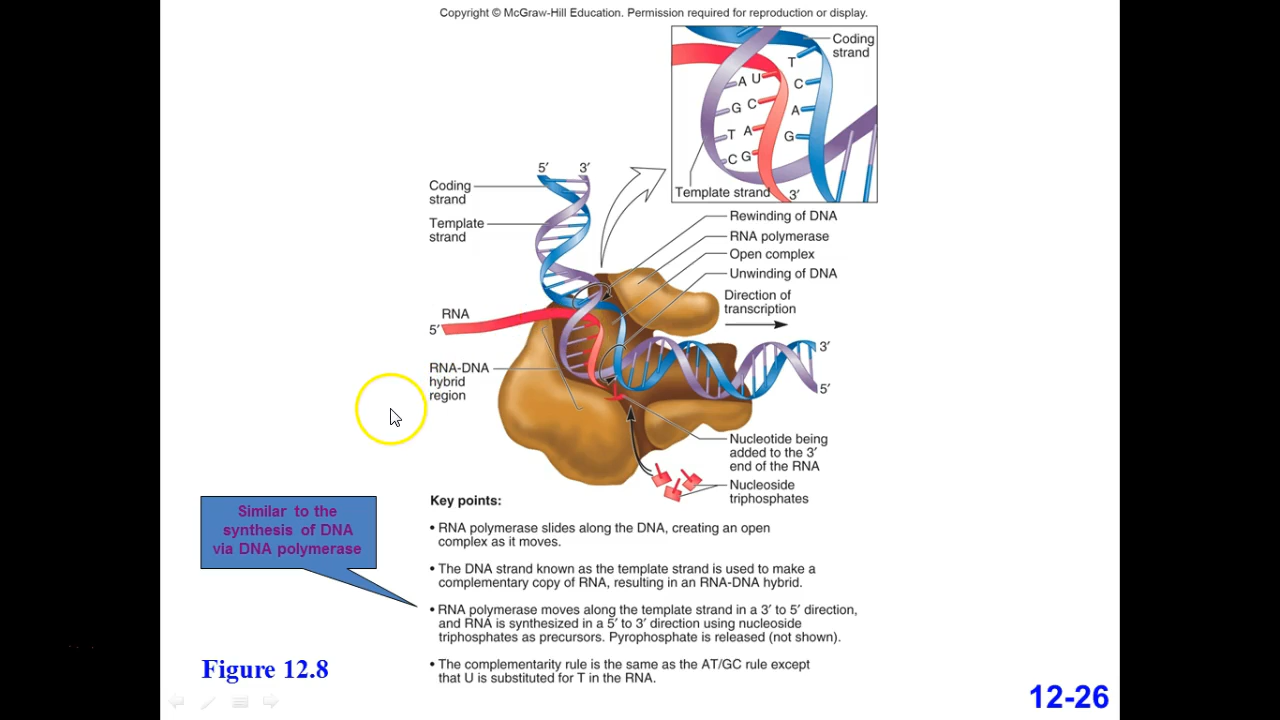 Copyright © McGraw-Hill Education. Permission required for reproduction or display.
Coding
strand
T
A U
C
G C
A
T A
G
C G
Template strand
3′
5′ 3′
Coding
strand
Template
strand
Rewinding of DNA
RNA polymerase
Open complex
Unwinding of DNA
Direction of
transcription
RNA
5′
3′
5′
RNA-DNA
hybrid
region
Nucleotide being
added to the 3′
end of the RNA
Nucleoside
triphosphates
Key points:
• RNA polymerase slides along the DNA, creating an open
complex as it moves.
• The DNA strand known as the template strand is used to make a
complementary copy of RNA, resulting in an RNA-DNA hybrid.
• RNA polymerase moves along the template strand in a 3′ to 5′ direction,
and RNA is synthesized in a 5′ to 3′ direction using nucleoside
triphosphates as precursors. Pyrophosphate is released (not shown).
• The complementarity rule is the same as the AT/GC rule except
that U is substituted for T in the RNA.
Similar to the
synthesis of DNA
via DNA polymerase
Figure 12.8
12-26